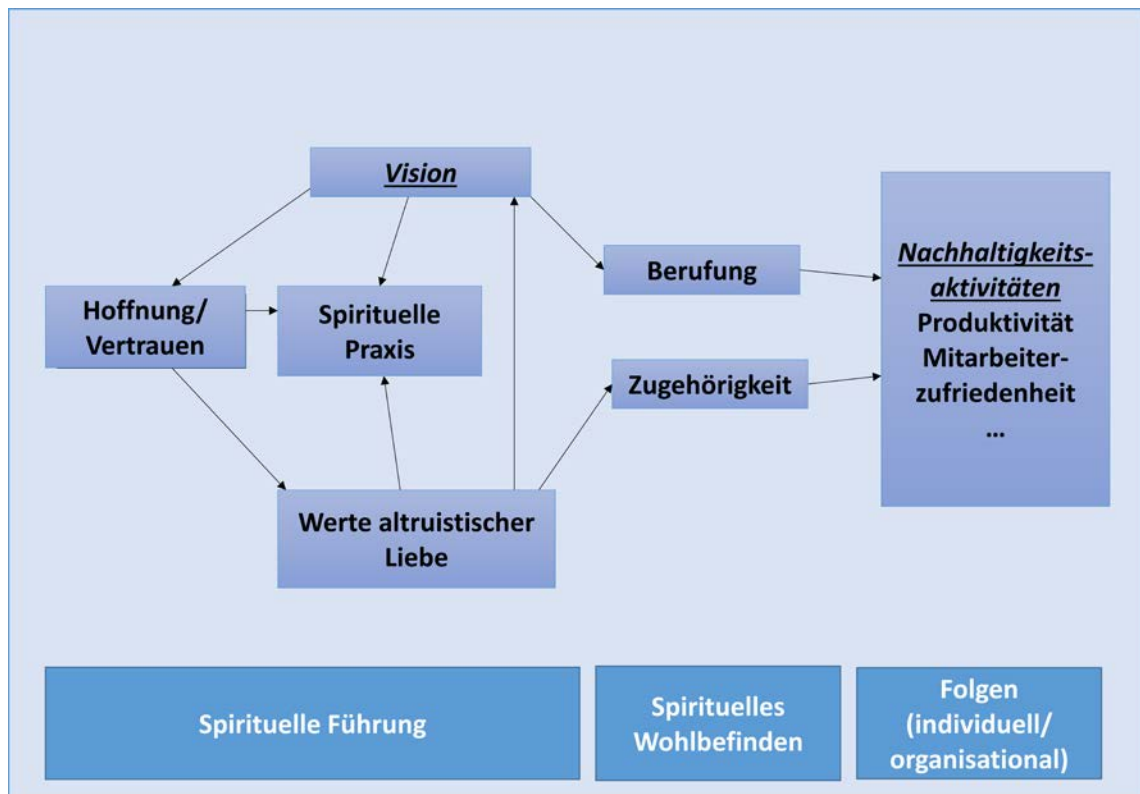 Vision
Hoffnung/
Vertrauen
Spirituelle
Praxis
Werte altruistischer
Liebe
Berufung
Zugehörigkeit
Nachhaltigkeits-
aktivitäten
Produktivität
Mitarbeiter-
zufriedenheit
...
Spirituelle Führung
Spirituelles
Wohlbefinden
Folgen
(individuell/
organisational)